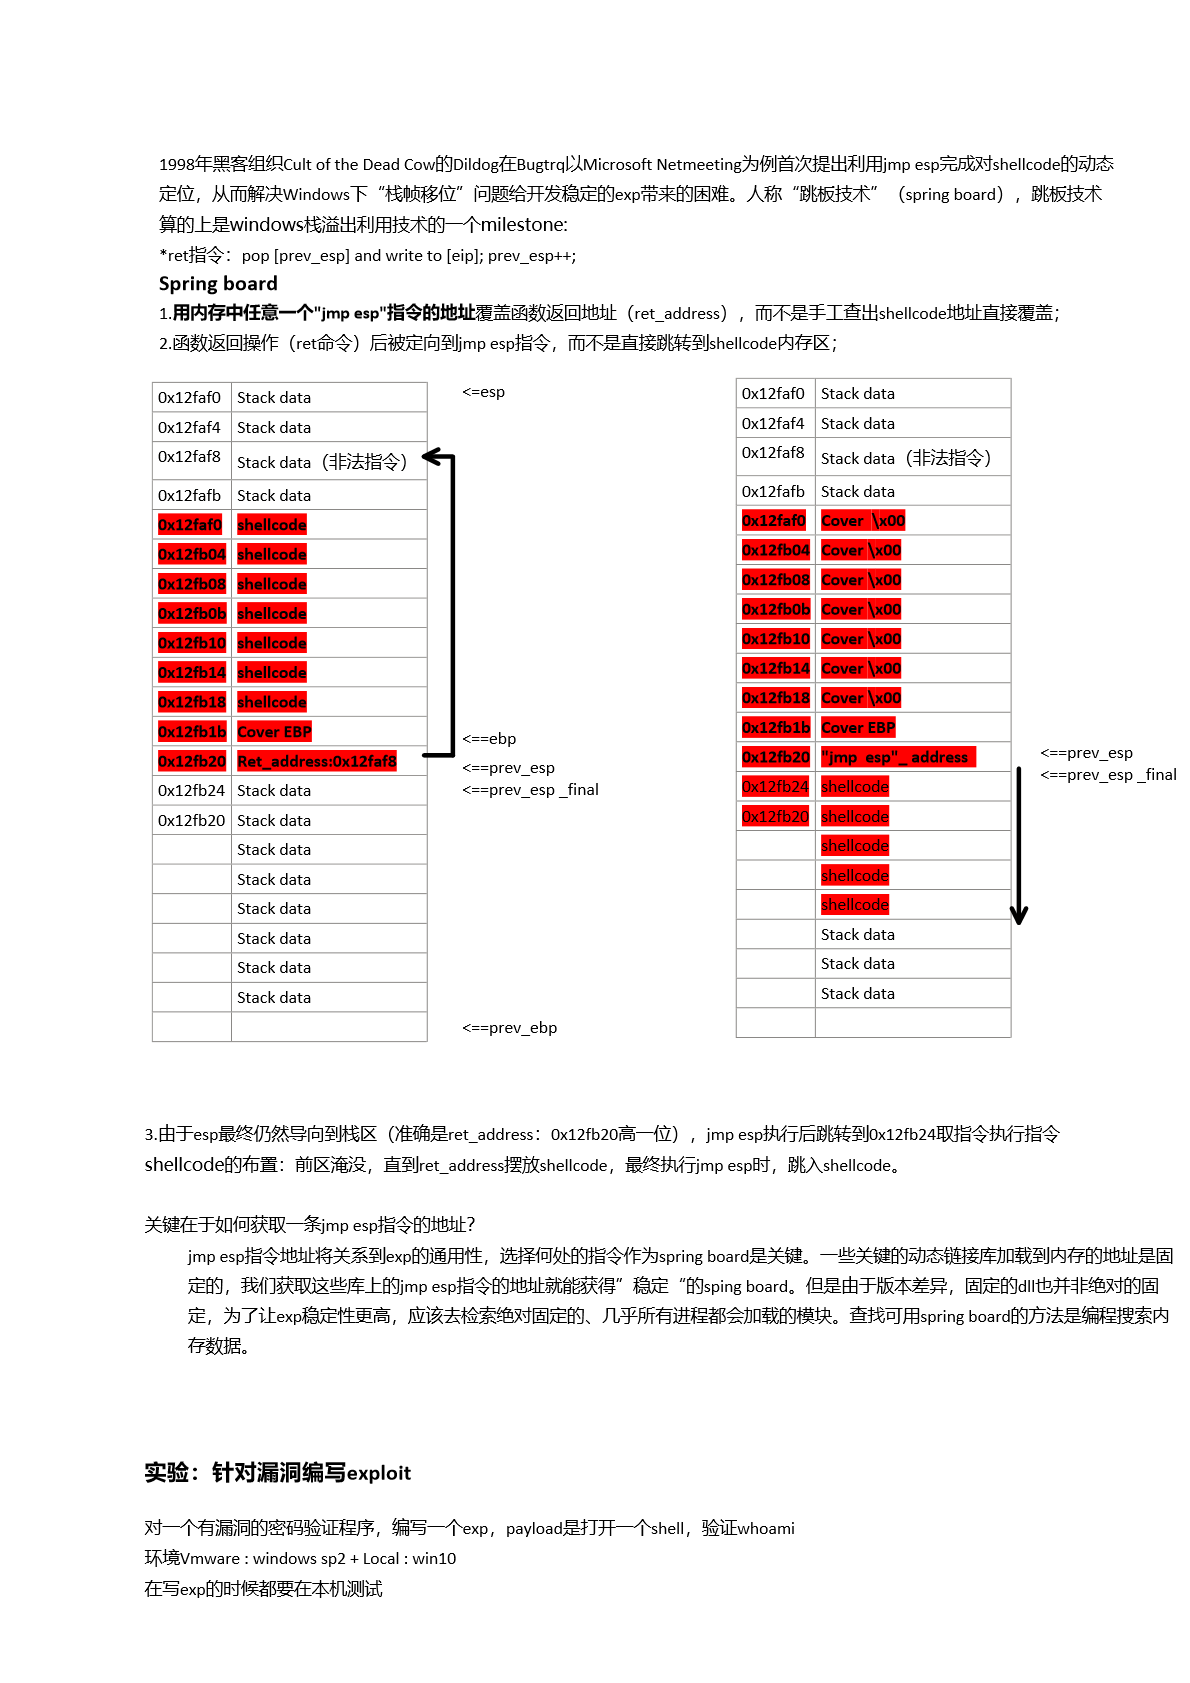 1998年黑客组织Cult of the Dead Cow的Dildog在Bugtrq以Microsoft Netmeeting为例首次提出利用jmp esp完成对shellcode的动态
定位，从而解决Windows下“栈帧移位”问题给开发稳定的exp带来的困难。人称“跳板技术”（spring board），跳板技术
算的上是windows栈溢出利用技术的一个milestone:
*ret指令：pop [prev_esp] and write to [eip]; prev_esp++;
Spring board
1.用内存中任意一个"jmp esp"指令的地址覆盖函数返回地址（ret_address），而不是手工查出shellcode地址直接覆盖；
2.函数返回操作（ret命令）后被定向到jmp esp指令，而不是直接跳转到shellcode内存区；
0x12faf0 Stack data <=esp
0x12faf4 Stack data
0x12faf8 Stack data（非法指令）
0x12fafb Stack data
0x12faf0 shellcode
0x12fb04 shellcode
0x12fb08 shellcode
0x12fb0b shellcode
0x12fb10 shellcode
0x12fb14 shellcode
0x12fb18 shellcode
0x12fb1b Cover EBP <==ebp
0x12fb20 Ret_address:0x12faf8 <==prev_esp
0x12fb24 Stack data <==prev_esp _final
0x12fb20 Stack data
Stack data
Stack data
Stack data
Stack data
Stack data
Stack data
<==prev_ebp
0x12faf0 Stack data
0x12faf4 Stack data
0x12faf8 Stack data（非法指令）
0x12fafb Stack data
0x12faf0 Cover \x00
0x12fb04 Cover \x00
0x12fb08 Cover \x00
0x12fb0b Cover \x00
0x12fb10 Cover \x00
0x12fb14 Cover \x00
0x12fb18 Cover \x00
0x12fb1b Cover EBP
0x12fb20 "jmp esp"_ address <==prev_esp
0x12fb24 shellcode <==prev_esp _final
0x12fb20 shellcode
shellcode
shellcode
shellcode
Stack data
Stack data
Stack data
3.由于esp最终仍然导向到栈区（准确是ret_address：0x12fb20高一位），jmp esp执行后跳转到0x12fb24取指令执行指令
shellcode的布置：前区淹没，直到ret_address摆放shellcode，最终执行jmp esp时，跳入shellcode。
关键在于如何获取一条jmp esp指令的地址？
jmp esp指令地址将关系到exp的通用性，选择何处的指令作为spring board是关键。一些关键的动态链接库加载到内存的地址是固
定的，我们获取这些库上的jmp esp指令的地址就能获得”稳定“的sping board。但是由于版本差异，固定的dll也并非绝对的固
定，为了让exp稳定性更高，应该去检索绝对固定的、几乎所有进程都会加载的模块。查找可用spring board的方法是编程搜索内
存数据。
实验：针对漏洞编写exploit
对一个有漏洞的密码验证程序，编写一个exp，payload是打开一个shell，验证whoami
环境Vmware : windows sp2 + Local : win10
在写exp的时候都要在本机测试